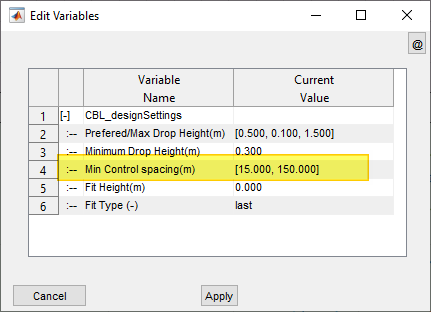 Edit Variables
@
Variable Name Current Value
1 [-] CBL_designSettings
2 :-- Prefered/Max Drop Height(m) [0.500, 0.100, 1.500]
3 :-- Minimum Drop Height(m) 0.300
4 :-- Min Control spacing(m) [15.000, 150.000]
5 :-- Fit Height(m) 0.000
6 :-- Fit Type (-) last
Cancel Apply